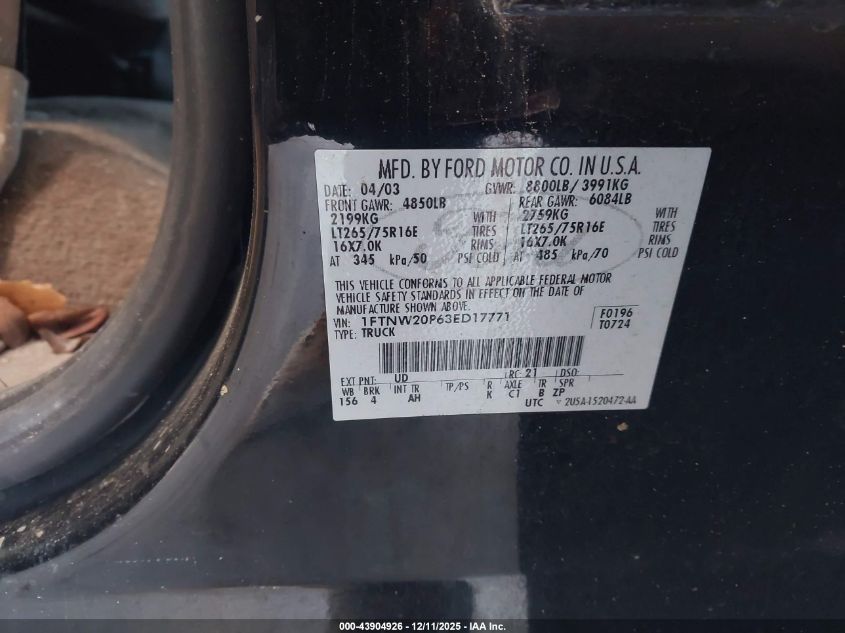 MFD. BY FORD MOTOR CO. IN U.S.A.
DATE: 04/03 GVWR: 8800LB/ 3991KG
FRONT GAWR: 4850LB REAR GAWR: 6084LB
2199KG WITH 2759KG WITH
LT265/75R16E TIRES LT265/75R16E TIRES
16X7.0K RIMS 16X7.0K RIMS
AT 345 kPa/50 PSI COLD AT 485 kPa/70 PSI COLD
THIS VEHICLE CONFORMS TO ALL APPLICABLE FEDERAL MOTOR
VEHICLE SAFETY STANDARDS IN EFFECT ON THE DATE OF
MANUFACTURE SHOWN ABOVE.
VIN: 1FTNW20P63ED17771 F0196
TYPE: TRUCK T0724
EXT PNT: UD RC: 21 DSO:
WB BRK INT TR TP/PS R AXLE TR SPR
156 4 AH K C1 B ZP
UTC 2U5A-1520472-AA
000-43904926 - 12/11/2025 - IAA Inc.